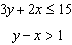 3y + 2x ≤ 15
y − x > 1